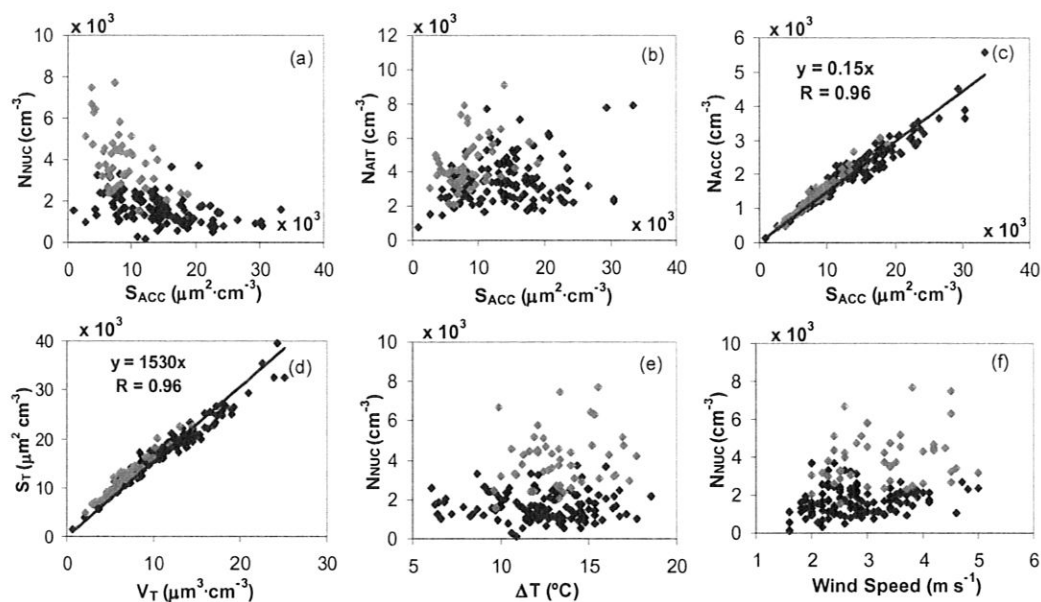 x 10³
10
8
6
4
2
0
N_NUC (cm⁻³)
(a)
x 10³
0 10 20 30 40
S_ACC (μm²·cm⁻³)
x 10³
12
10
8
6
4
2
0
N_AIT (cm⁻³)
(b)
x 10³
0 10 20 30 40
S_ACC (μm²·cm⁻³)
x 10³
6
5
4
3
2
1
0
N_ACC (cm⁻³)
(c)
y = 0.15x
R = 0.96
x 10³
0 10 20 30 40
S_ACC (μm²·cm⁻³)
x 10³
40
30
20
10
0
S_T (μm² cm⁻³)
y = 1530x
R = 0.96
(d)
0 10 20 30 40
V_T (μm³·cm⁻³)
x 10³
10
8
6
4
2
0
N_NUC (cm⁻³)
(e)
5 10 15 20
ΔT (ºC)
x 10³
10
8
6
4
2
0
N_NUC (cm⁻³)
(f)
1 2 3 4 5 6
Wind Speed (m s⁻¹)